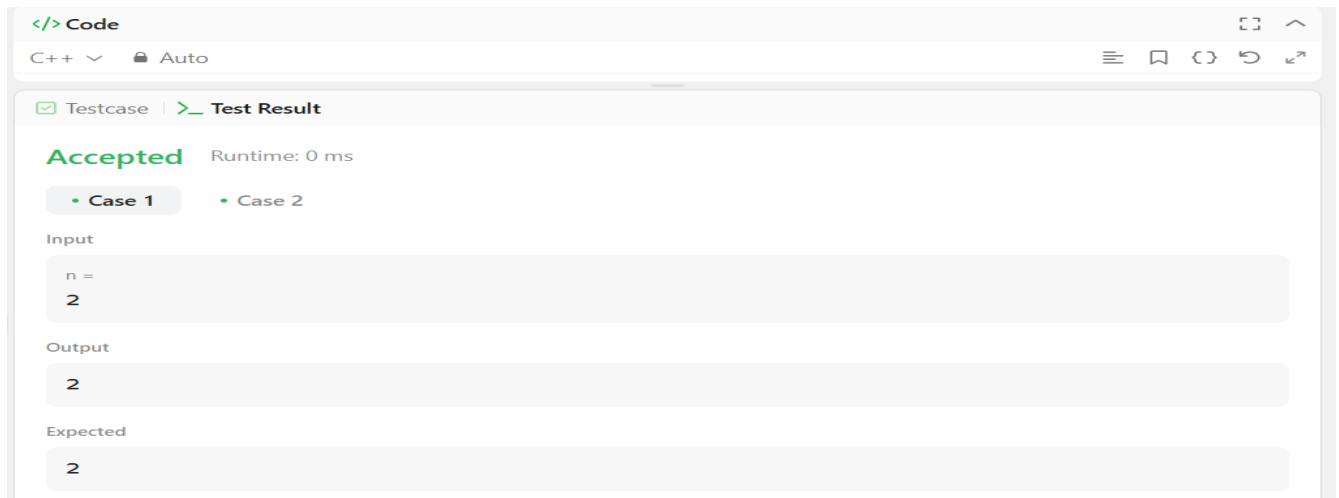 </> Code
C++ Auto
Testcase >_ Test Result
Accepted Runtime: 0 ms
• Case 1 • Case 2
Input
n =
2
Output
2
Expected
2